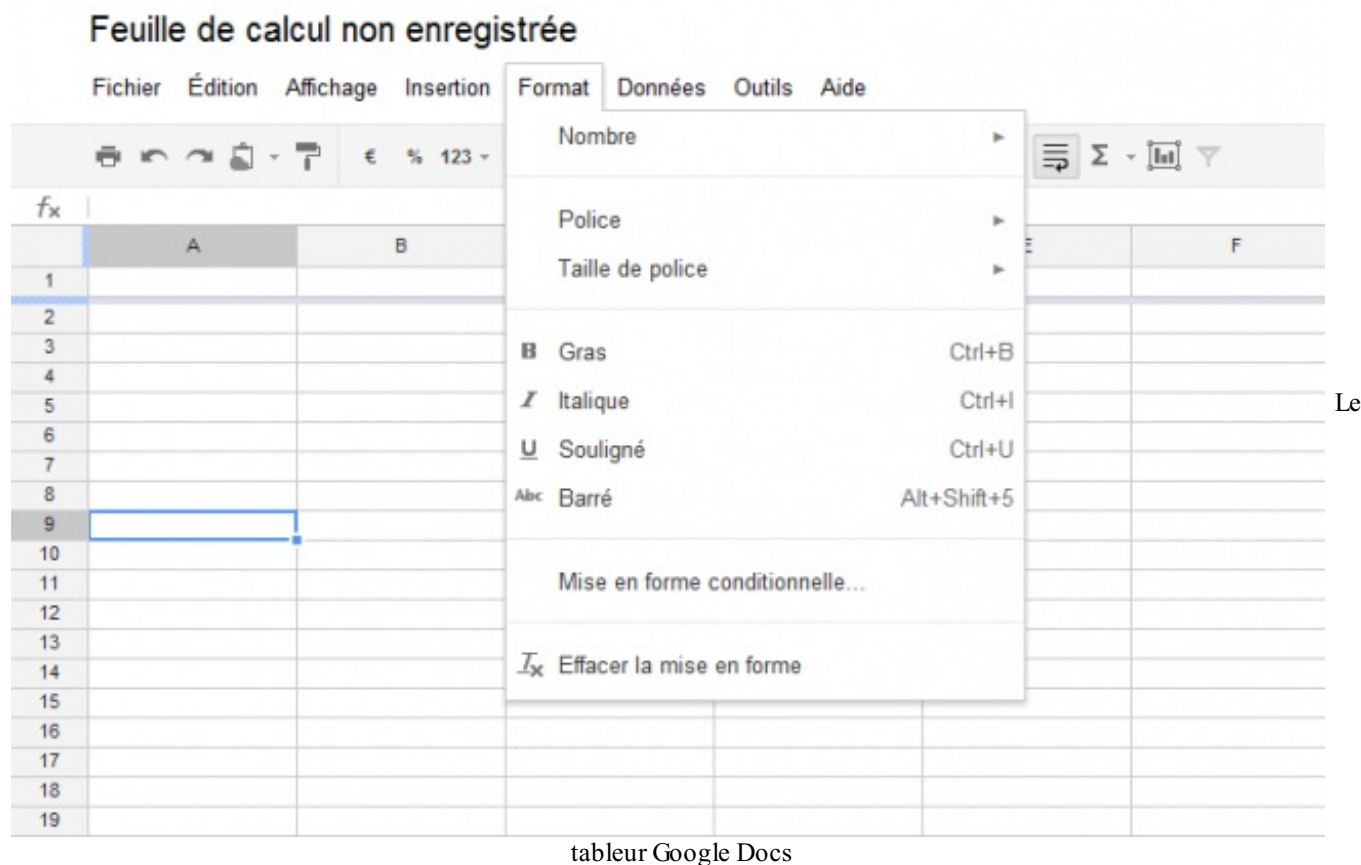 Feuille de calcul non enregistrée
Fichier Édition Affichage Insertion Format Données Outils Aide
€ % 123
Σ
fx
A B E F
Nombre
Police
Taille de police
B Gras Ctrl+B
I Italique Ctrl+I
U Souligné Ctrl+U
Abc Barré Alt+Shift+5
Mise en forme conditionnelle...
Effacer la mise en forme
1
2
3
4
5
6
7
8
9
10
11
12
13
14
15
16
17
18
19
Le
tableur Google Docs